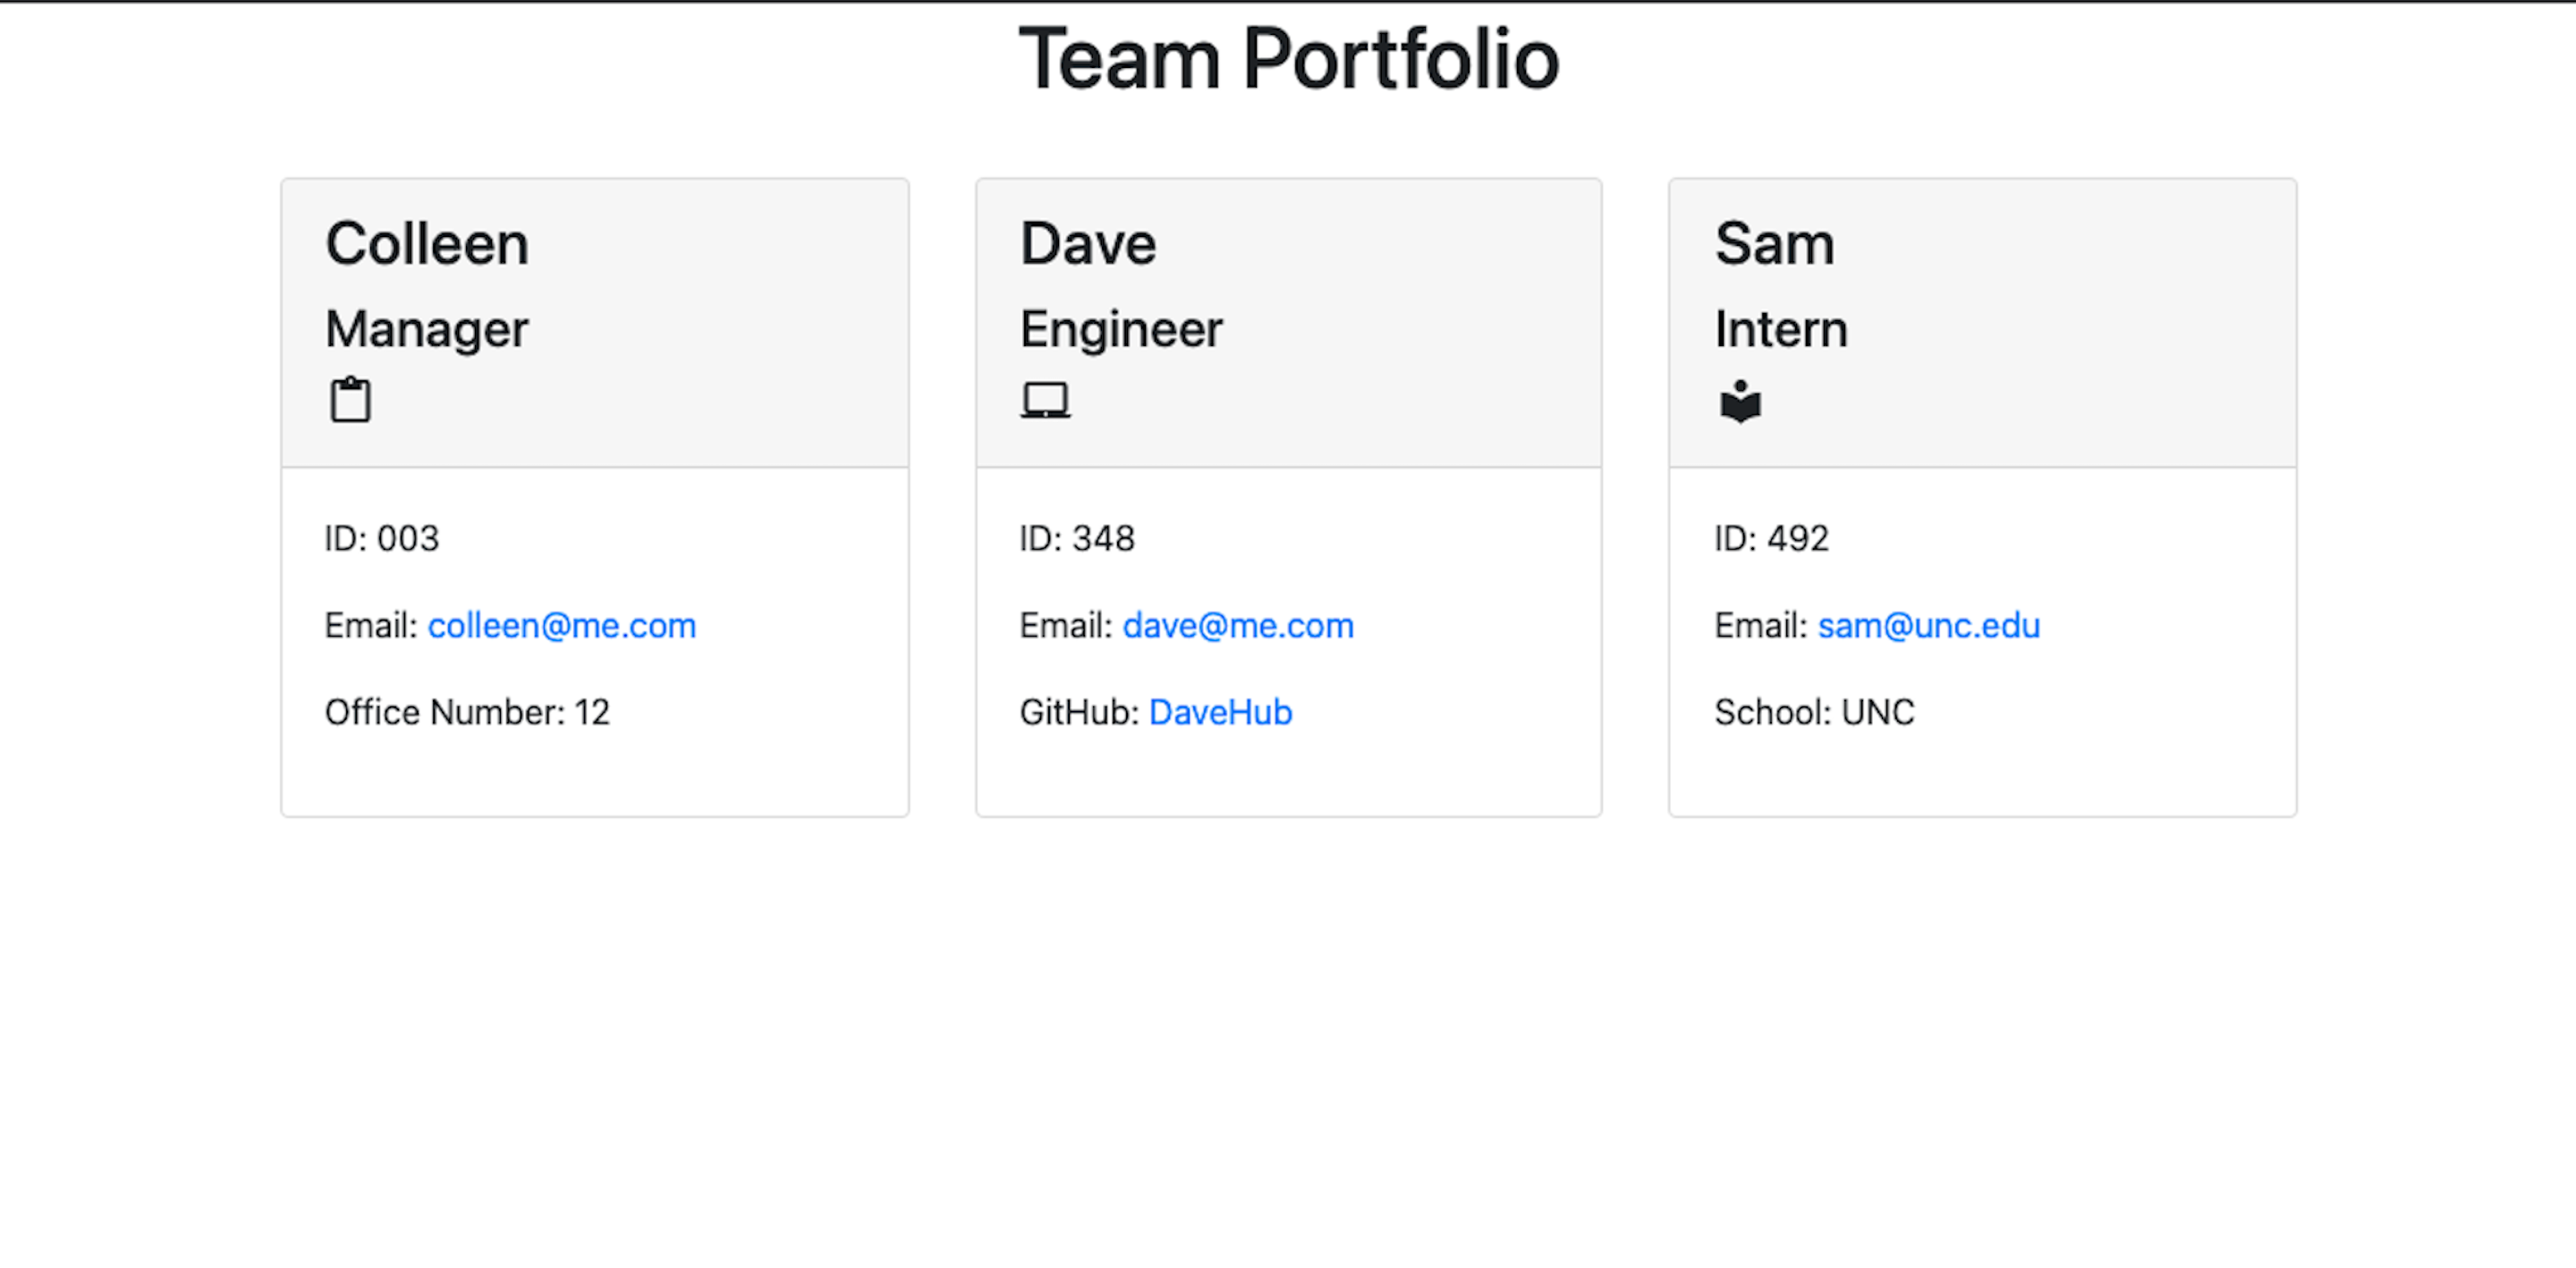 Team Portfolio
Colleen
Manager
ID: 003
Email: colleen@me.com
Office Number: 12
Dave
Engineer
ID: 348
Email: dave@me.com
GitHub: DaveHub
Sam
Intern
ID: 492
Email: sam@unc.edu
School: UNC